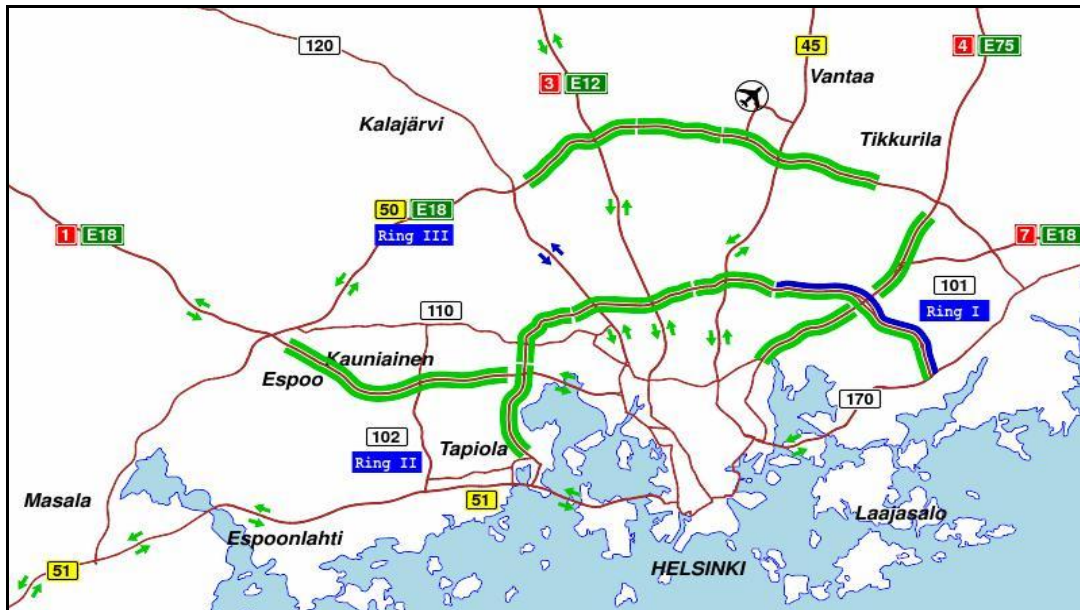 120
45
4 E75
Vantaa
3 E12
Kalajärvi
Tikkurila
50 E18
Ring III
1 E18
7 E18
101
Ring I
110
Kauniainen
Espoo
170
102
Ring II
Tapiola
Masala
51
Espoonlahti
Laajasalo
51
HELSINKI